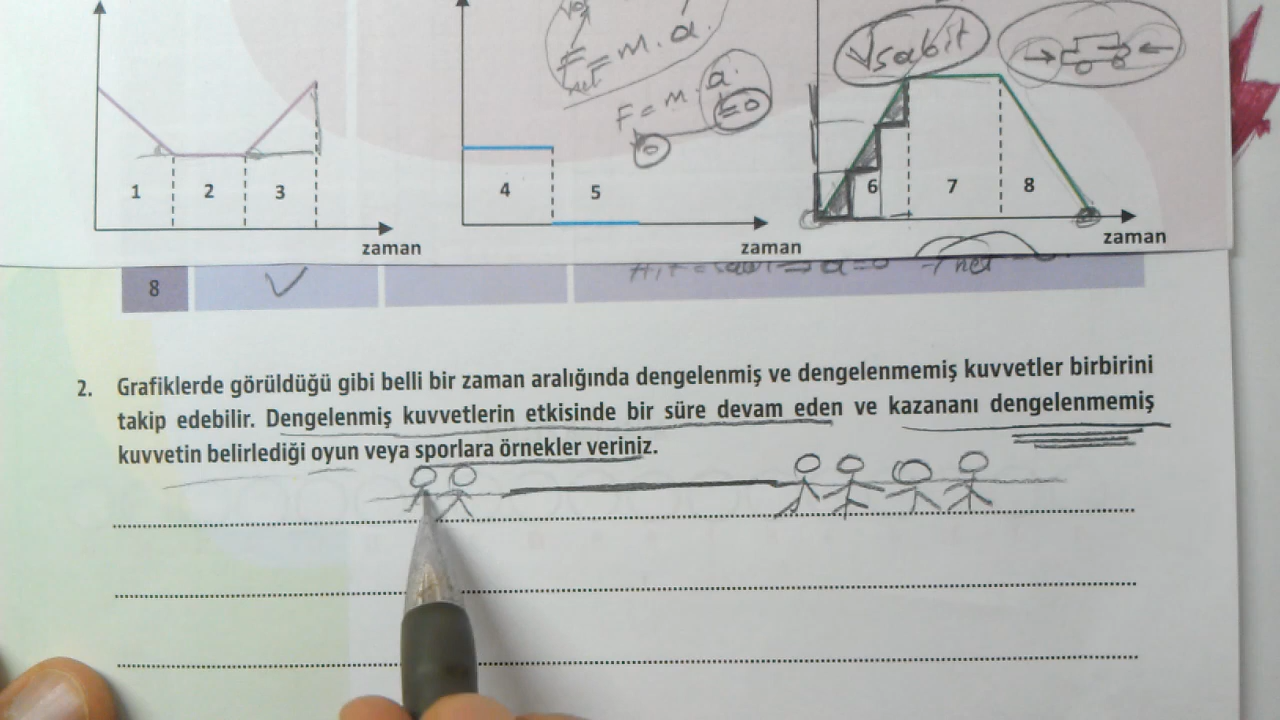 F = m . a
√ sabit
F = m . a
net
= 0
0
1 2 3
4 5
6 7 8
zaman
zaman
zaman
8 ✓
2. Grafiklerde görüldüğü gibi belli bir zaman aralığında dengelenmiş ve dengelenmemiş kuvvetler birbirini
takip edebilir. Dengelenmiş kuvvetlerin etkisinde bir süre devam eden ve kazananı dengelenmemiş
kuvvetin belirlediği oyun veya sporlara örnekler veriniz.